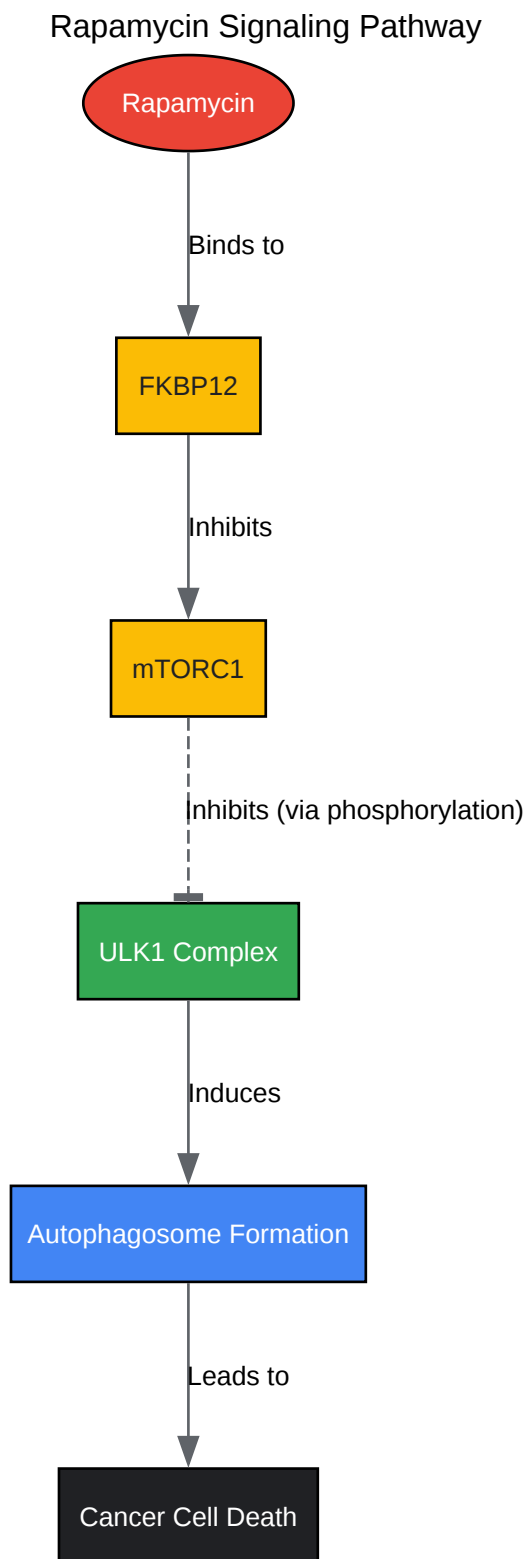 Rapamycin Signaling Pathway
Rapamycin
Binds to
FKBP12
Inhibits
mTORC1
Inhibits (via phosphorylation)
ULK1 Complex
Induces
Autophagosome Formation
Leads to
Cancer Cell Death